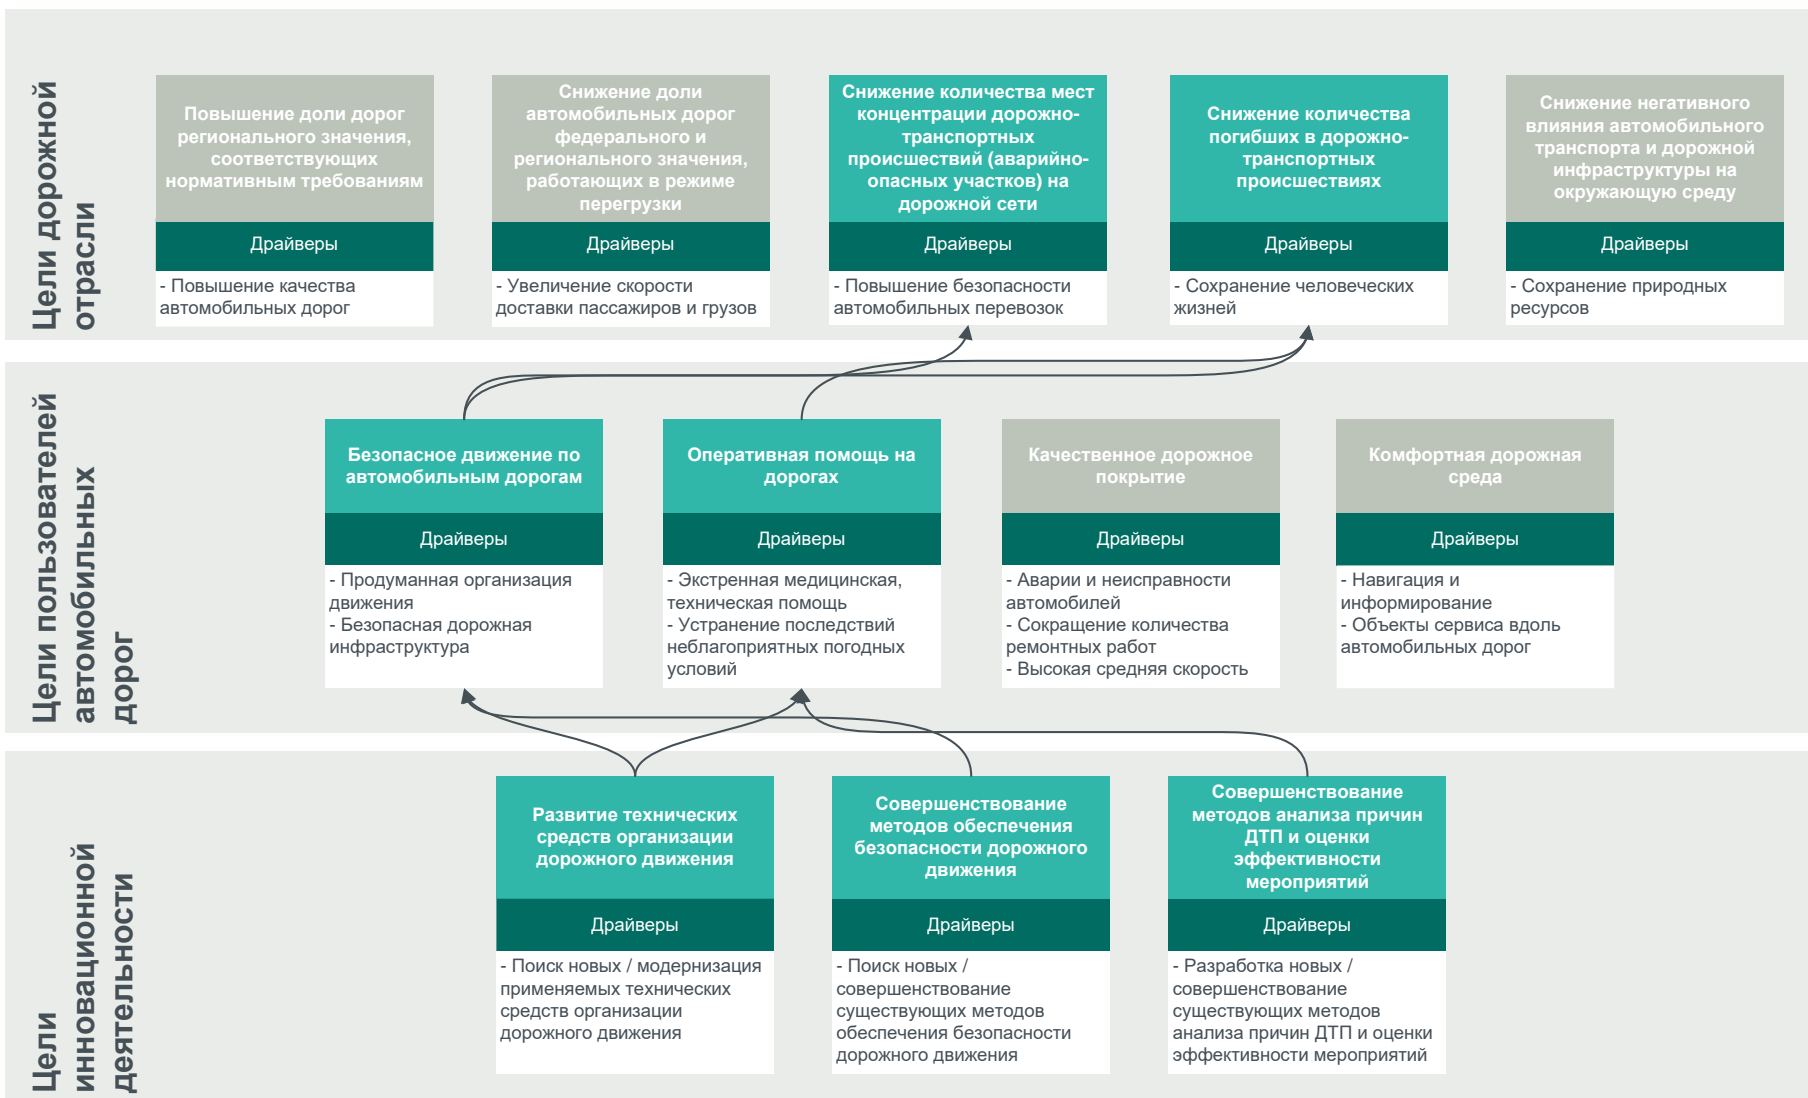 Цели дорожной
отрасли
Повышение доли дорог
регионального значения,
соответствующих
нормативным требованиям
Драйверы
- Повышение качества
автомобильных дорог
Снижение доли
автомобильных дорог
федерального и
регионального значения,
работающих в режиме
перегрузки
Драйверы
- Увеличение скорости
доставки пассажиров и грузов
Снижение количества мест
концентрации дорожно-
транспортных
происшествий (аварийно-
опасных участков) на
дорожной сети
Драйверы
- Повышение безопасности
автомобильных перевозок
Снижение количества
погибших в дорожно-
транспортных
происшествиях
Драйверы
- Сохранение человеческих
жизней
Снижение негативного
влияния автомобильного
транспорта и дорожной
инфраструктуры на
окружающую среду
Драйверы
- Сохранение природных
ресурсов
Цели пользователей
автомобильных
дорог
Безопасное движение по
автомобильным дорогам
Драйверы
- Продуманная организация
движения
- Безопасная дорожная
инфраструктура
Оперативная помощь на
дорогах
Драйверы
- Экстренная медицинская,
техническая помощь
- Устранение последствий
неблагоприятных погодных
условий
Качественное дорожное
покрытие
Драйверы
- Аварии и неисправности
автомобилей
- Сокращение количества
ремонтных работ
- Высокая средняя скорость
Комфортная дорожная
среда
Драйверы
- Навигация и
информирование
- Объекты сервиса вдоль
автомобильных дорог
Цели
инновационной
деятельности
Развитие технических
средств организации
дорожного движения
Драйверы
- Поиск новых / модернизация
применяемых технических
средств организации
дорожного движения
Совершенствование
методов обеспечения
безопасности дорожного
движения
Драйверы
- Поиск новых /
совершенствование
существующих методов
обеспечения безопасности
дорожного движения
Совершенствование
методов анализа причин
ДТП и оценки
эффективности
мероприятий
Драйверы
- Разработка новых /
совершенствование
существующих методов
анализа причин ДТП и оценки
эффективности мероприятий